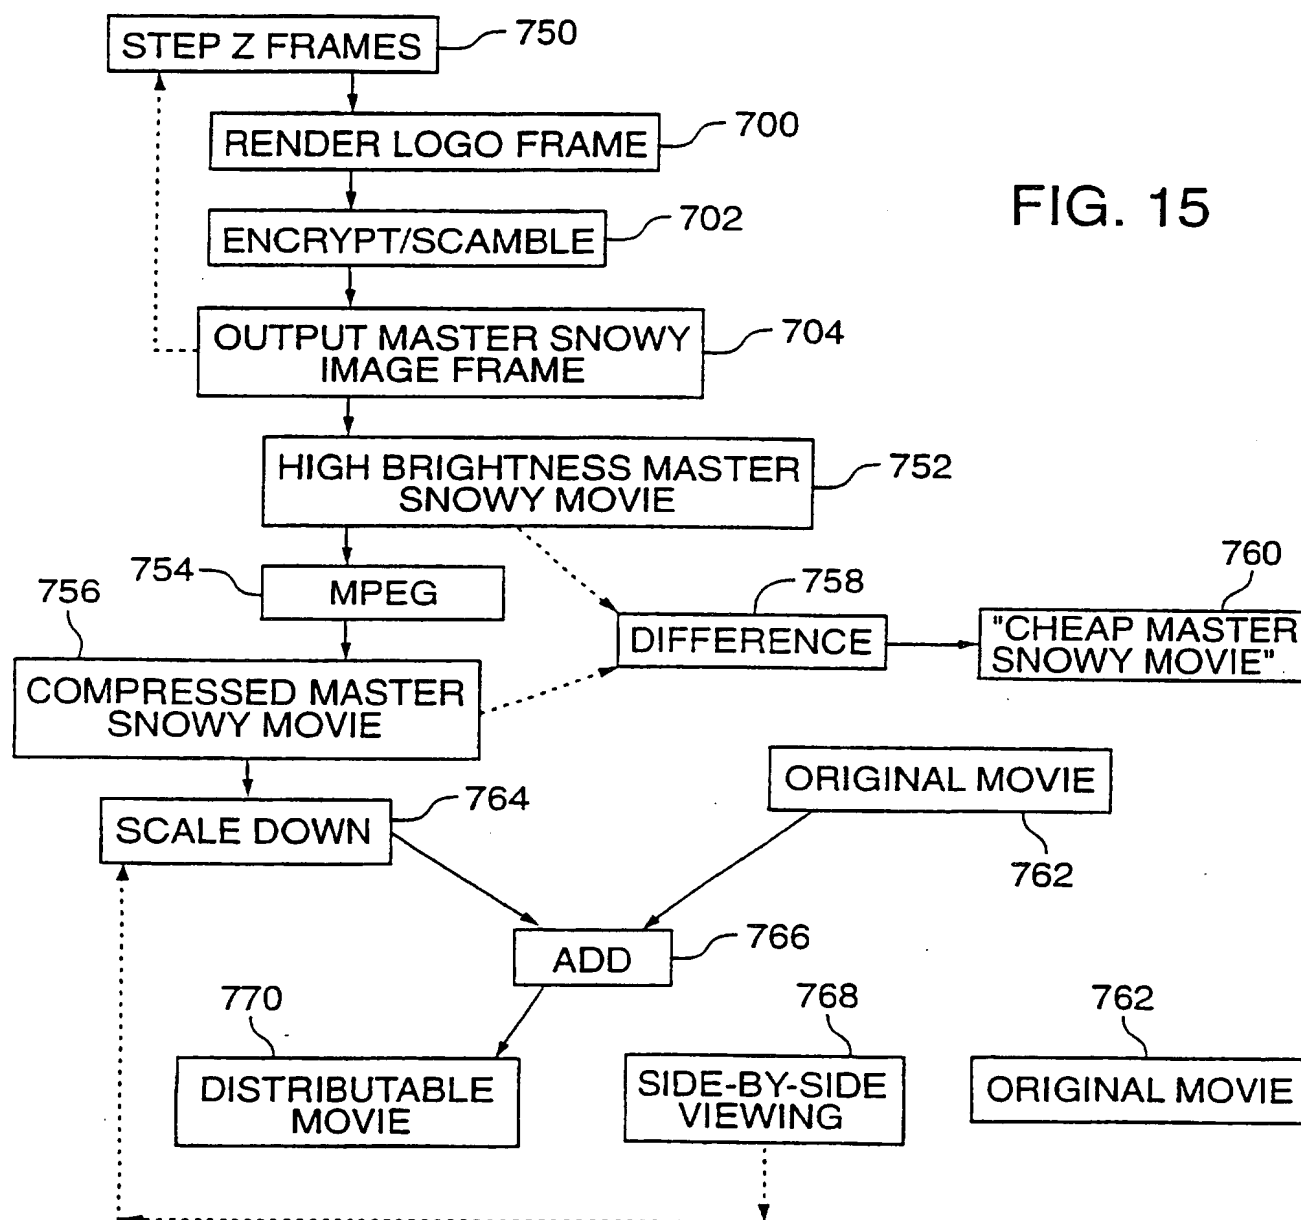 STEP Z FRAMES
750
RENDER LOGO FRAME
700
FIG. 15
ENCRYPT/SCAMBLE
702
OUTPUT MASTER SNOWY
IMAGE FRAME
704
HIGH BRIGHTNESS MASTER
SNOWY MOVIE
752
754
MPEG
756
COMPRESSED MASTER
SNOWY MOVIE
758
DIFFERENCE
760
"CHEAP MASTER
SNOWY MOVIE"
ORIGINAL MOVIE
762
SCALE DOWN
764
ADD
766
770
DISTRIBUTABLE
MOVIE
768
SIDE-BY-SIDE
VIEWING
762
ORIGINAL MOVIE